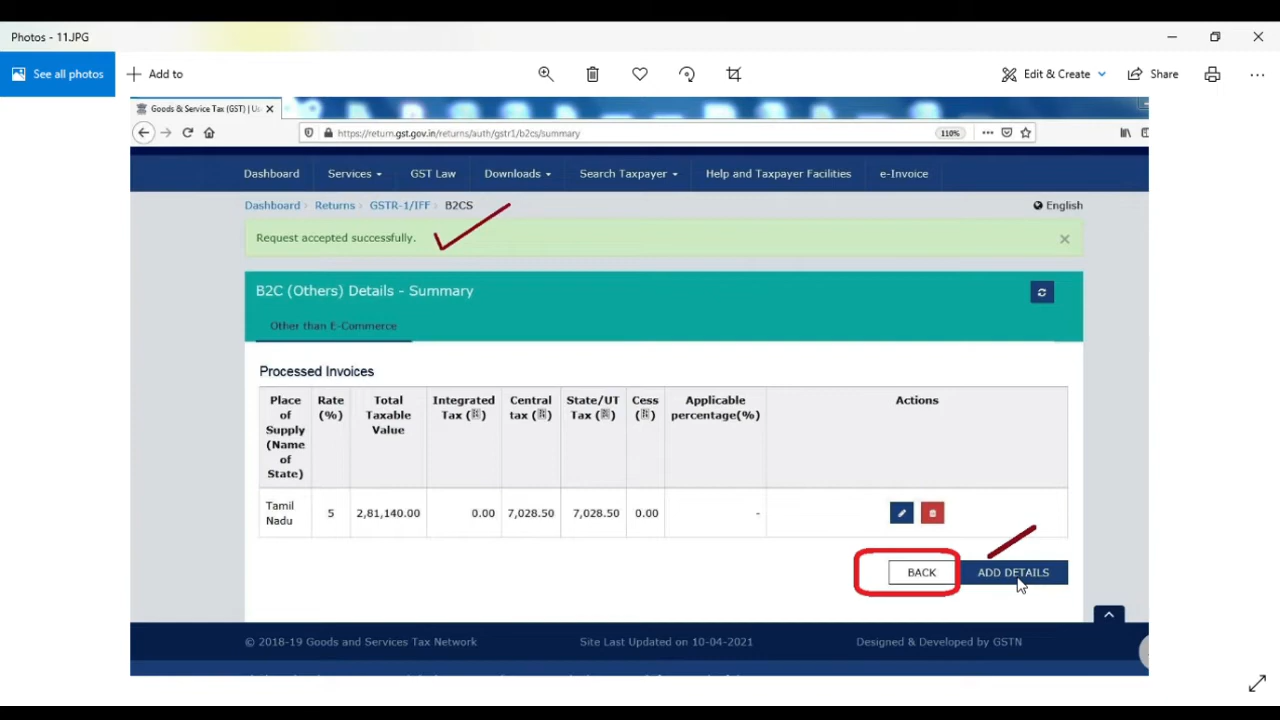 Photos - 11.JPG
See all photos
Add to
Edit & Create
Share
Goods & Service Tax (GST) | Us
https://return.gst.gov.in/returns/auth/gstr1/b2cs/summary
110%
Dashboard Services GST Law Downloads Search Taxpayer Help and Taxpayer Facilities e-Invoice
Dashboard Returns GSTR-1/IFF B2CS
English
Request accepted successfully.
B2C (Others) Details - Summary
Other than E-Commerce
Processed Invoices
Place of Supply (Name of State) Rate (%) Total Taxable Value Integrated Tax () Central tax () State/UT Tax () Cess () Applicable percentage(%) Actions
Tamil Nadu 5 2,81,140.00 0.00 7,028.50 7,028.50 0.00 -
BACK ADD DETAILS
© 2018-19 Goods and Services Tax Network Site Last Updated on 10-04-2021 Designed & Developed by GSTN